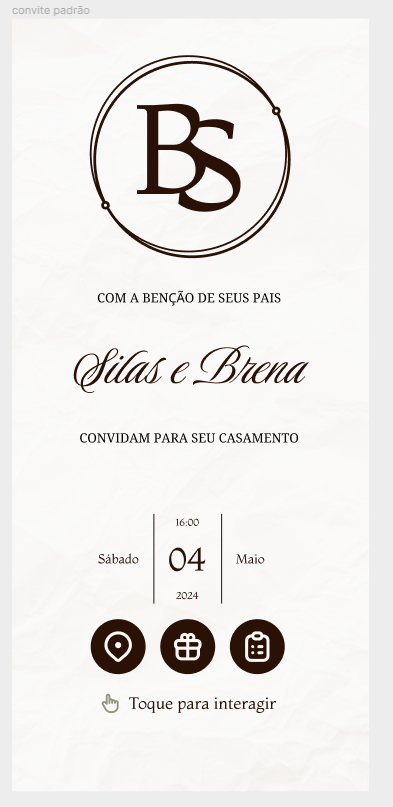 convite padrão
BS
COM A BENÇÃO DE SEUS PAIS
Silas e Brena
CONVIDAM PARA SEU CASAMENTO
16:00
Sábado 04 Maio
2024
Toque para interagir